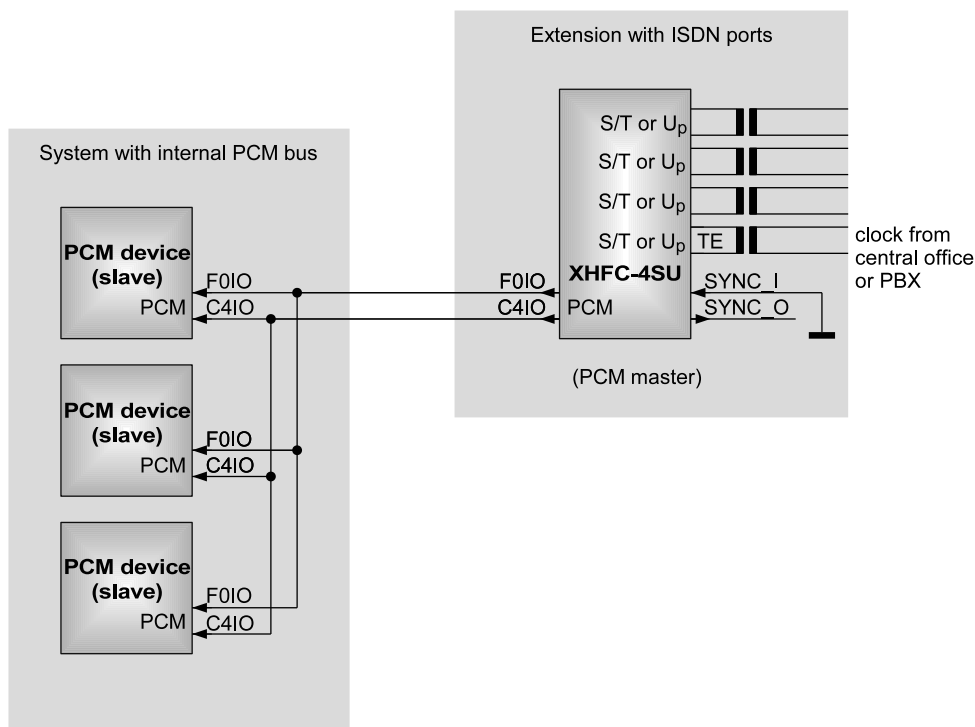 Extension with ISDN ports
S/T or Up
S/T or Up
S/T or Up
S/T or Up TE
XHFC-4SU
clock from
central office
or PBX
F0IO
C4IO
PCM
SYNC_I
SYNC_O
(PCM master)
System with internal PCM bus
PCM device
(slave)
PCM
F0IO
C4IO
PCM device
(slave)
PCM
F0IO
C4IO
PCM device
(slave)
PCM
F0IO
C4IO